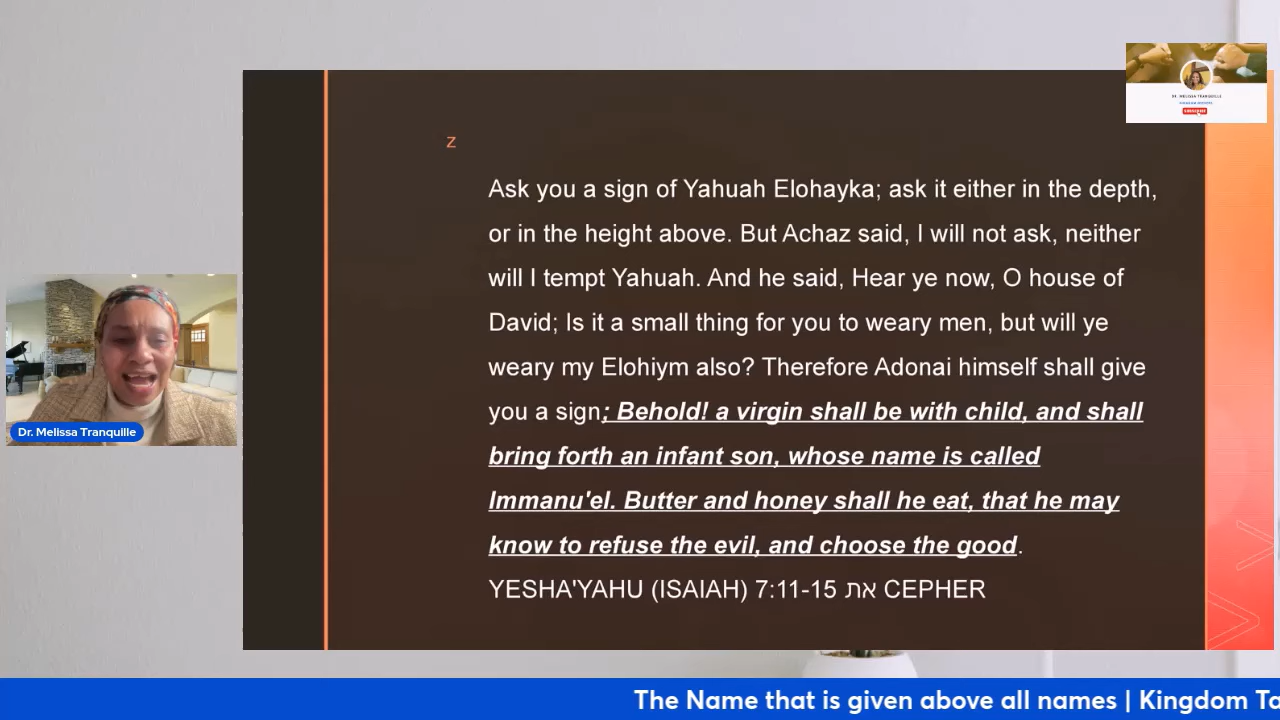 DR. MELISSA TRANQUILLE
SUBSCRIBE
z
Ask you a sign of Yahuah Elohayka; ask it either in the depth,
or in the height above. But Achaz said, I will not ask, neither
will I tempt Yahuah. And he said, Hear ye now, O house of
David; Is it a small thing for you to weary men, but will ye
weary my Elohiym also? Therefore Adonai himself shall give
you a sign; Behold! a virgin shall be with child, and shall
bring forth an infant son, whose name is called
Immanu'el. Butter and honey shall he eat, that he may
know to refuse the evil, and choose the good.
YESHA'YAHU (ISAIAH) 7:11-15 את CEPHER
Dr. Melissa Tranquille
The Name that is given above all names | Kingdom Ta